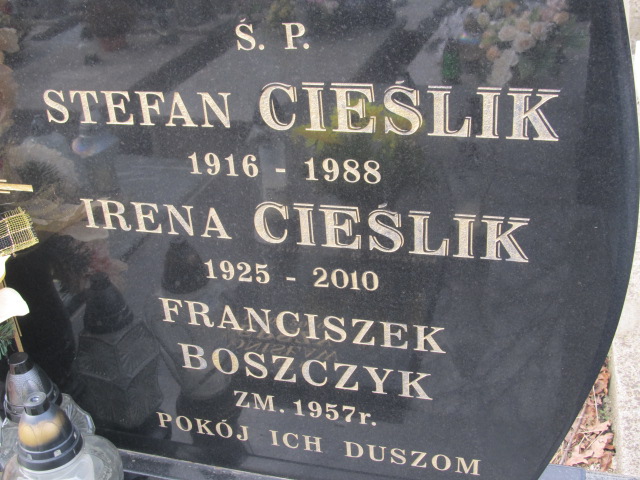 Ś. P.
STEFAN CIEŚLIK
1916 - 1988
IRENA CIEŚLIK
1925 - 2010
FRANCISZEK
BOSZCZYK
ZM. 1957r.
POKÓJ ICH DUSZOM